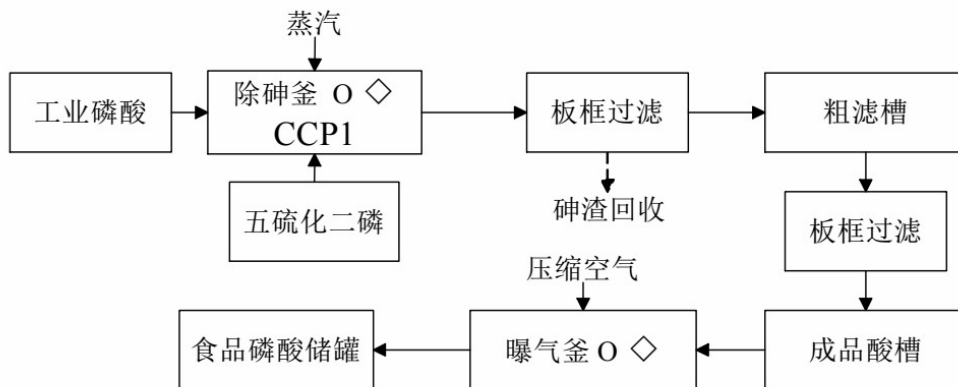 蒸汽
工业磷酸
除砷釜 O ◇
CCP1
板框过滤
粗滤槽
五硫化二磷
砷渣回收
板框过滤
压缩空气
食品磷酸储罐
曝气釜 O ◇
成品酸槽